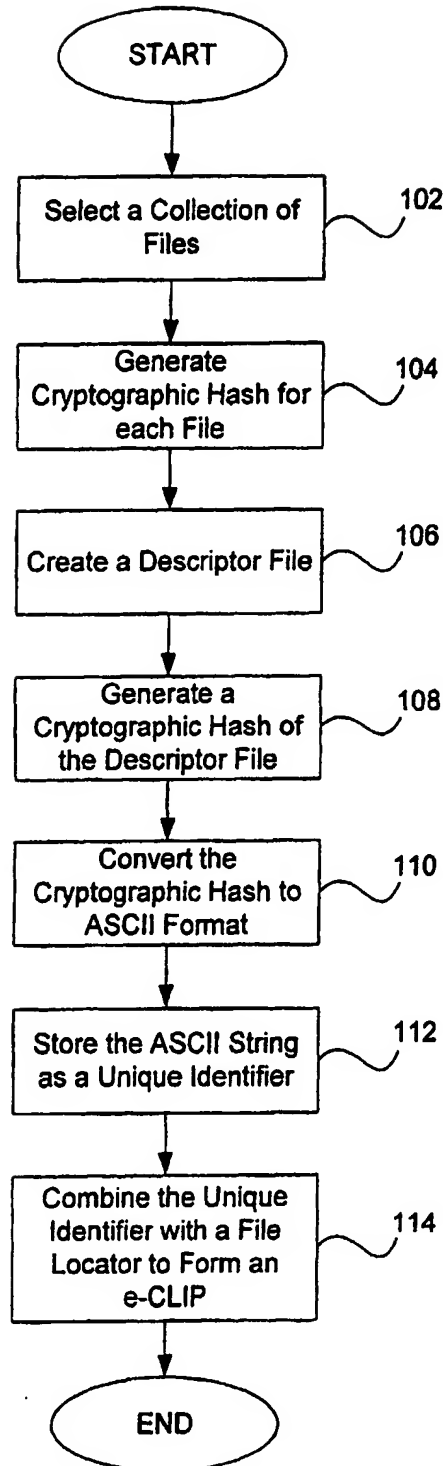 START
Select a Collection of
Files
102
Generate
Cryptographic Hash for
each File
104
Create a Descriptor File
106
Generate a
Cryptographic Hash of
the Descriptor File
108
Convert the
Cryptographic Hash to
ASCII Format
110
Store the ASCII String
as a Unique Identifier
112
Combine the Unique
Identifier with a File
Locator to Form an
e-CLIP
114
END